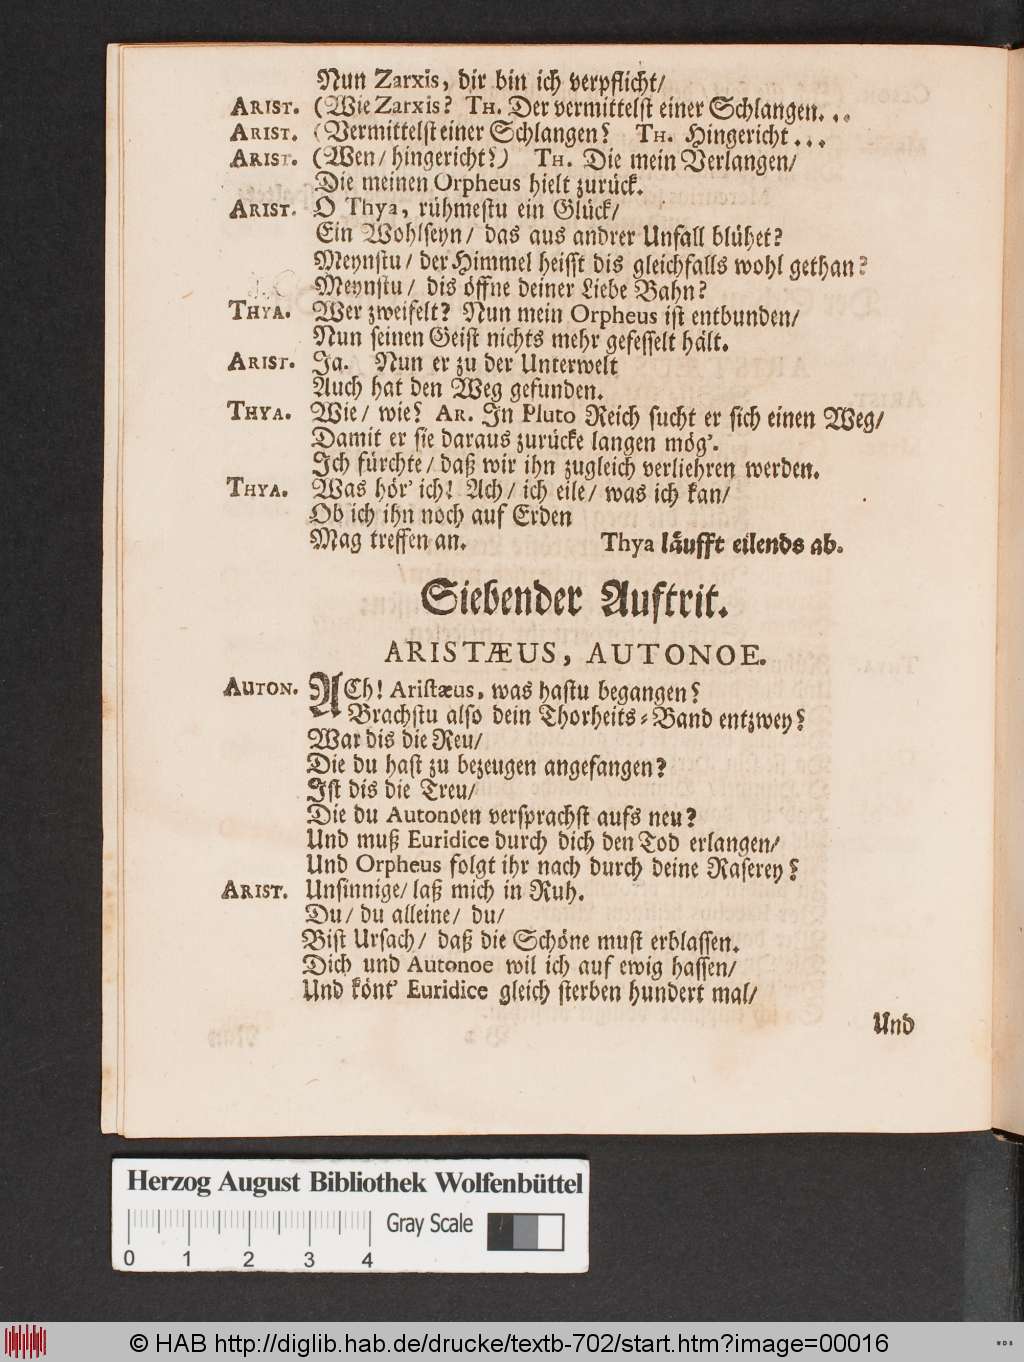 Nun Zarxis, dir bin ich verpflicht/
ARIST. (Wie Zarxis? TH. Der vermittelst einer Schlangen...
ARIST. (Vermittelst einer Schlangen? TH. Hingericht...
ARIST. (Wen/ hingericht?) TH. Die mein Verlangen/
Die meinen Orpheus hielt zurück.
ARIST. O Thya, rühmestu ein Glück/
Ein Wohlseyn/ das aus andrer Unfall blühet?
Meynstu/ der Himmel heisst dis gleichfalls wohl gethan?
Meynstu/ dis öffne deiner Liebe Bahn?
THYA. Wer zweifelt? Nun mein Orpheus ist entbunden/
Nun seinen Geist nichts mehr gefesselt hält.
ARIST. Ja. Nun er zu der Unterwelt
Auch hat den Weg gefunden.
THYA. Wie/ wie? AR. In Pluto Reich sucht er sich einen Weg/
Damit er sie daraus zurücke langen mög'.
Ich fürchte/ daß wir ihn zugleich verliehren werden.
THYA. Was hör' ich! Ach/ ich eile/ was ich kan/
Ob ich ihn noch auf Erden
Mag treffen an. Thya läufft eilends ab.
Siebender Auftrit.
ARISTÆUS, AUTONOE.
AUTON. ACh! Aristæus, was hastu begangen?
Brachstu also dein Thorheits-Band entzwey?
War dis die Reu/
Die du hast zu bezeugen angefangen?
Ist dis die Treu/
Die du Autonoen versprachst aufs neu?
Und muß Euridice durch dich den Tod erlangen/
Und Orpheus folgt ihr nach durch deine Raserey?
ARIST. Unsinnige/ laß mich in Ruh.
Du/ du alleine/ du/
Bist Ursach/ daß die Schöne must erblassen.
Dich und Autonoe wil ich auf ewig hassen/
Und könt' Euridice gleich sterben hundert mal/
Und
Herzog August Bibliothek Wolfenbüttel
Gray Scale
0 1 2 3 4
© HAB http://diglib.hab.de/drucke/textb-702/start.htm?image=00016